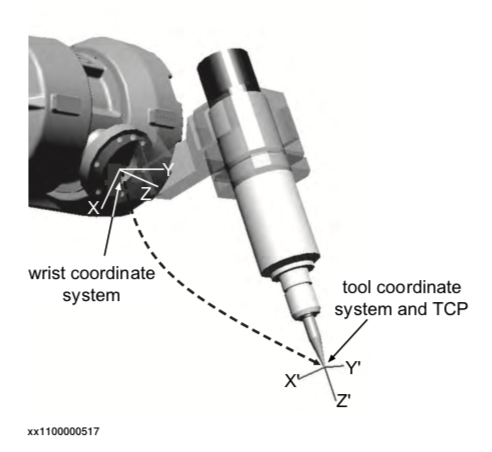 Y
Z
X
wrist coordinate
system
tool coordinate
system and TCP
Y'
X'
Z'
xx1100000517